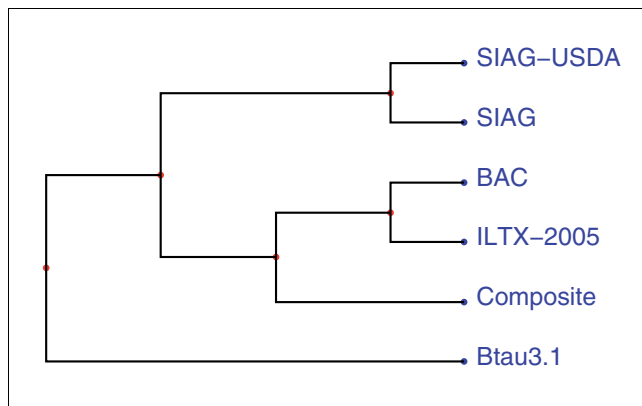 SIAG−USDA
SIAG
BAC
ILTX−2005
Composite
Btau3.1